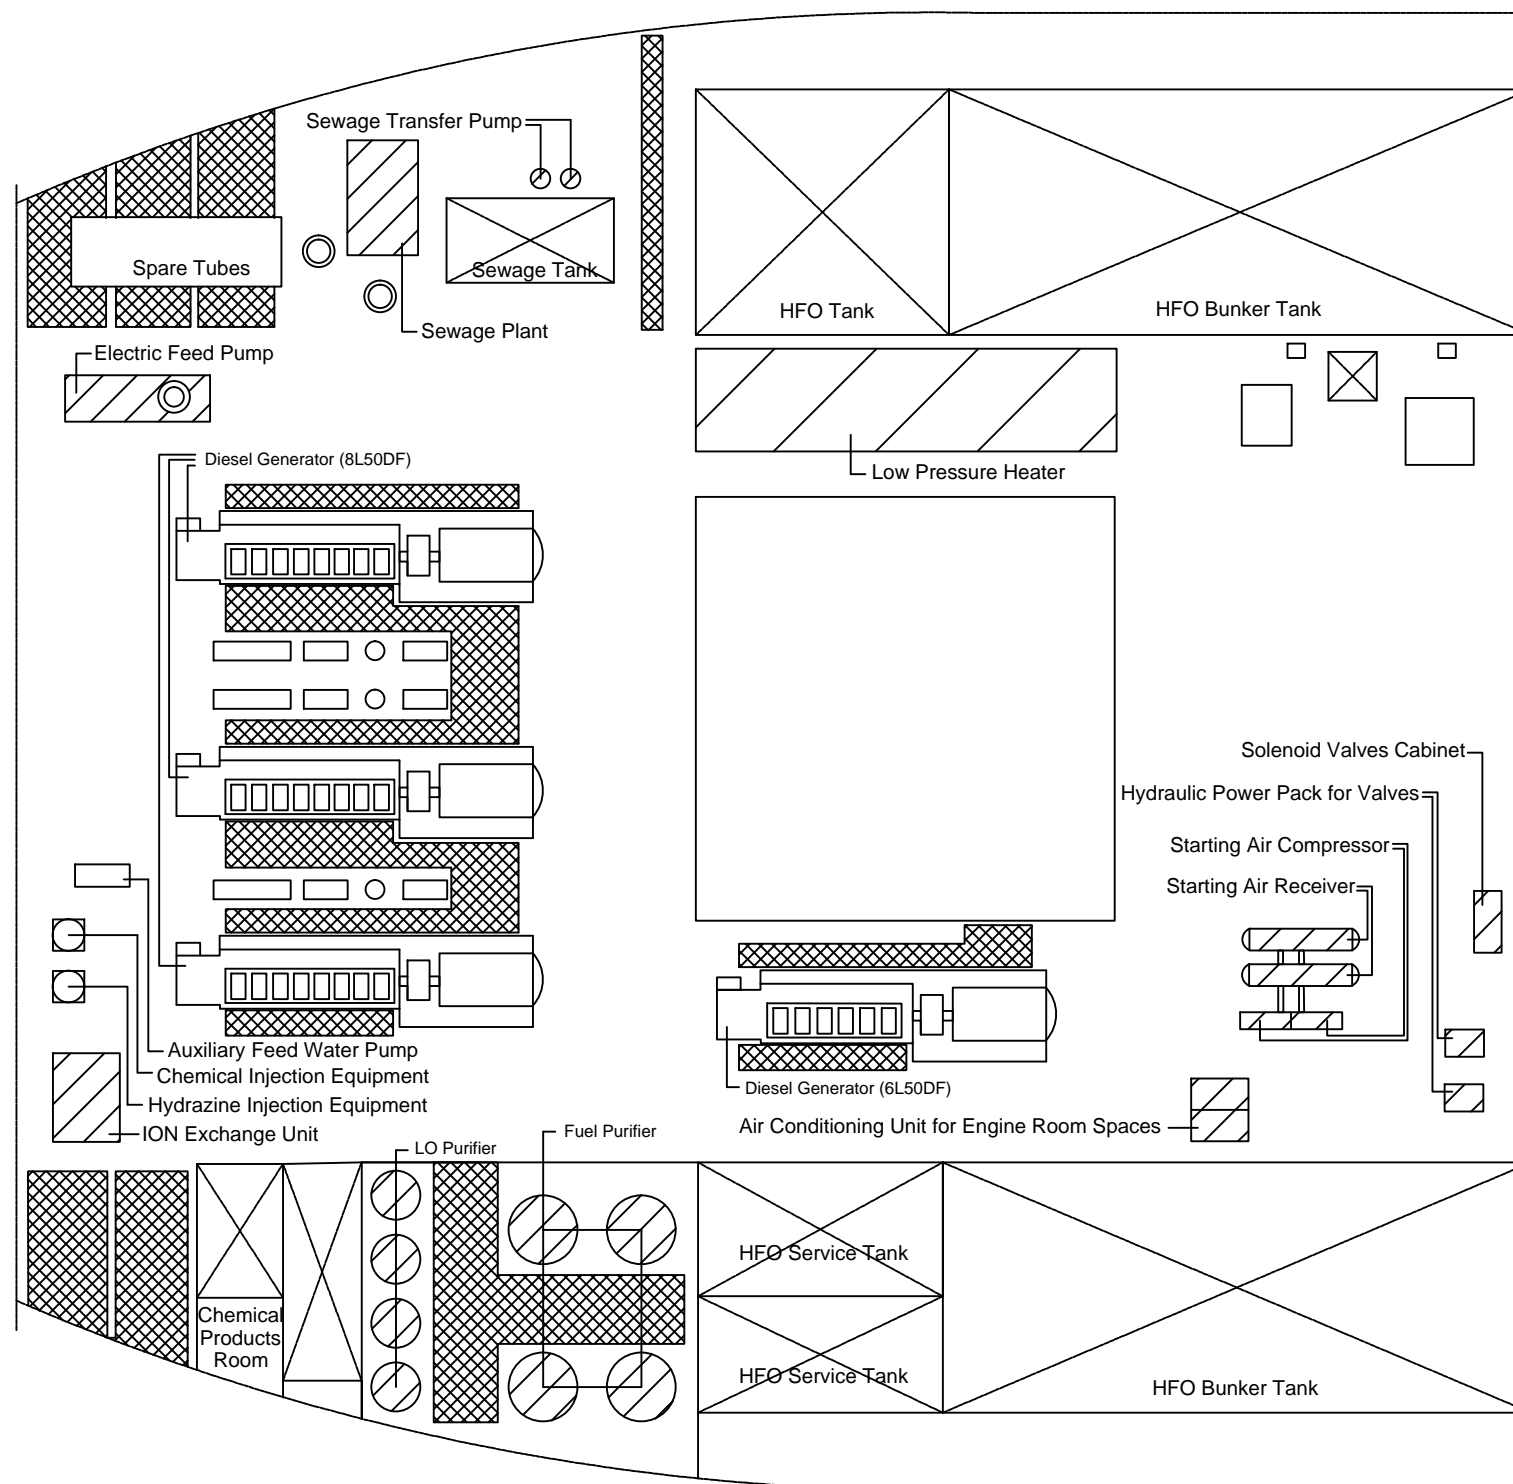 Sewage Transfer Pump
Spare Tubes
Sewage Tank
Sewage Plant
HFO Tank
HFO Bunker Tank
Electric Feed Pump
Diesel Generator (8L50DF)
Low Pressure Heater
Solenoid Valves Cabinet
Hydraulic Power Pack for Valves
Starting Air Compressor
Starting Air Receiver
Auxiliary Feed Water Pump
Chemical Injection Equipment
Hydrazine Injection Equipment
ION Exchange Unit
Diesel Generator (6L50DF)
Air Conditioning Unit for Engine Room Spaces
LO Purifier
Fuel Purifier
HFO Service Tank
Chemical
Products
Room
HFO Service Tank
HFO Bunker Tank